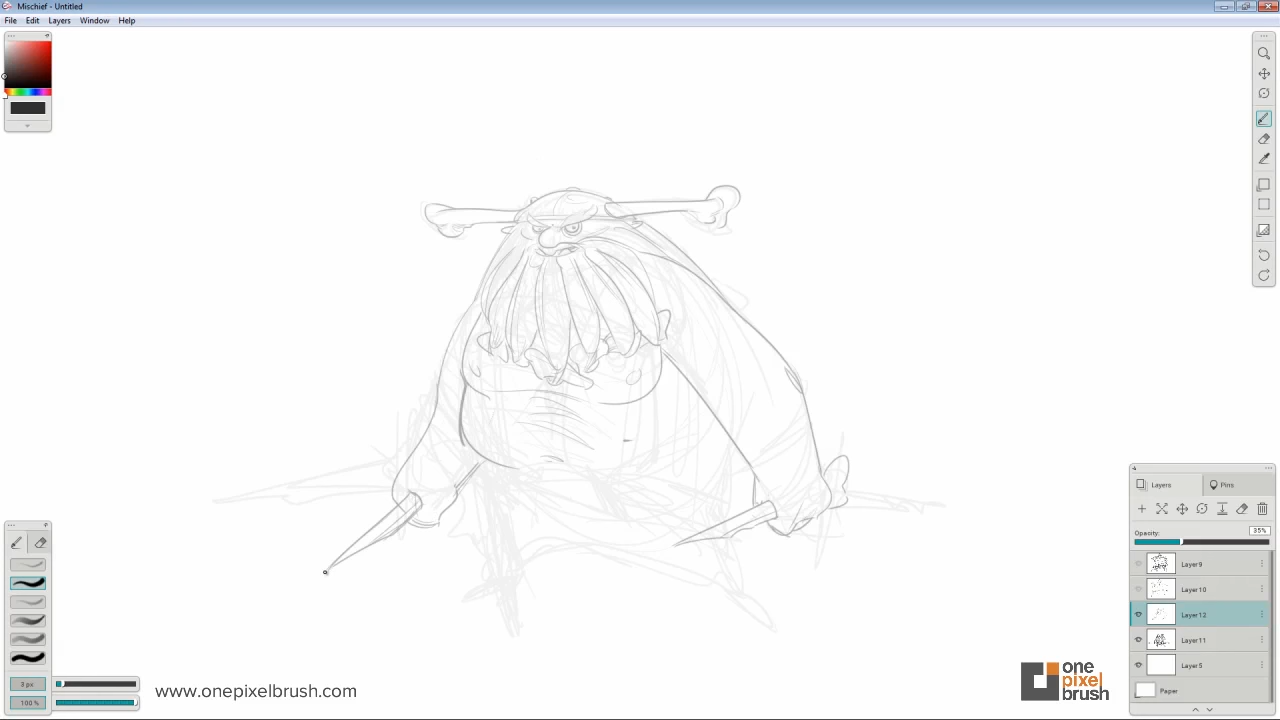 Mischief - Untitled
File Edit Layers Window Help
Layers Pins
Opacity: 35%
Layer9
Layer10
Layer12
Layer11
Layer5
Paper
3 px
100 %
www.onepixelbrush.com
one
pixel
brush